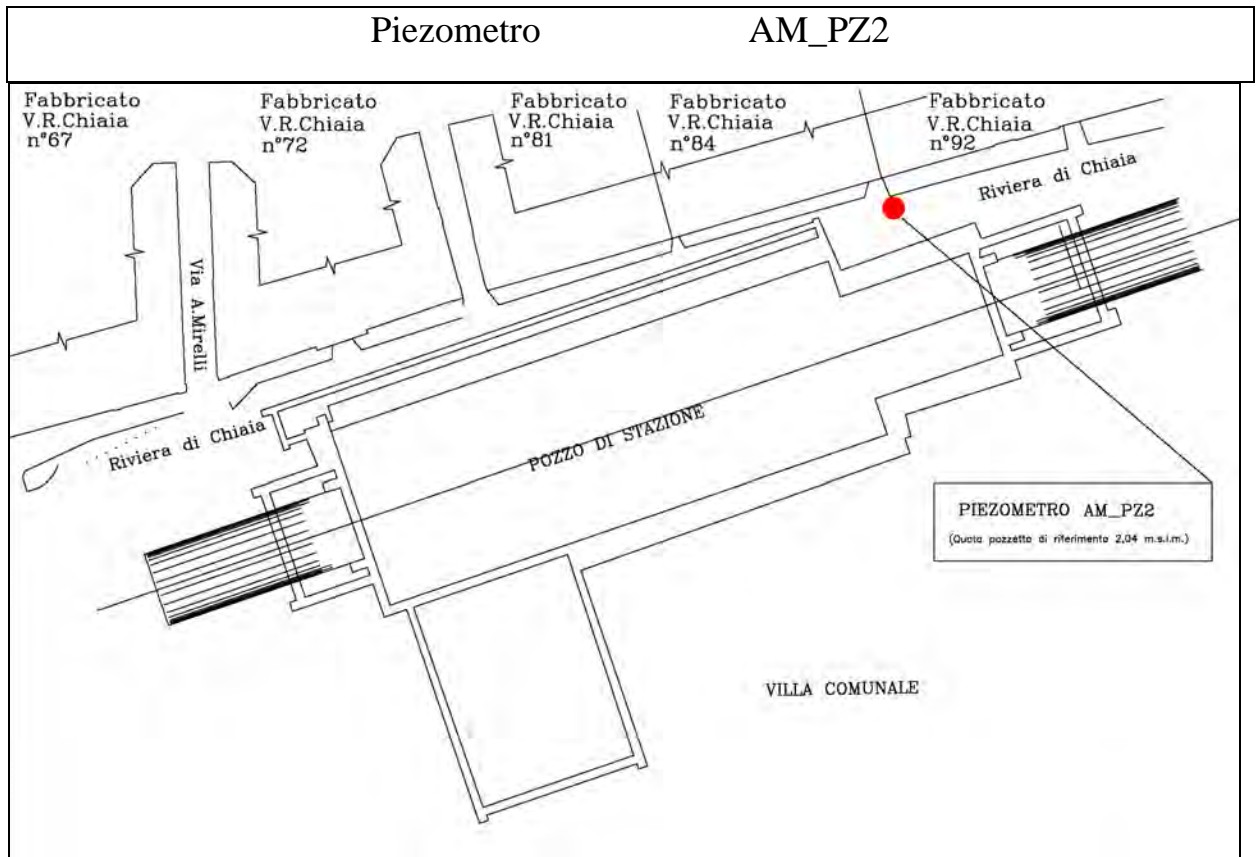 Piezometro AM_PZ2
Fabbricato
V.R.Chiaia
n°67
Fabbricato
V.R.Chiaia
n°72
Fabbricato
V.R.Chiaia
n°81
Fabbricato
V.R.Chiaia
n°84
Fabbricato
V.R.Chiaia
n°92
Riviera di Chiaia
Via A.Mirelli
Riviera di Chiaia
POZZO DI STAZIONE
PIEZOMETRO AM_PZ2
(Quota pozzetto di riferimento 2,04 m.s.l.m.)
VILLA COMUNALE